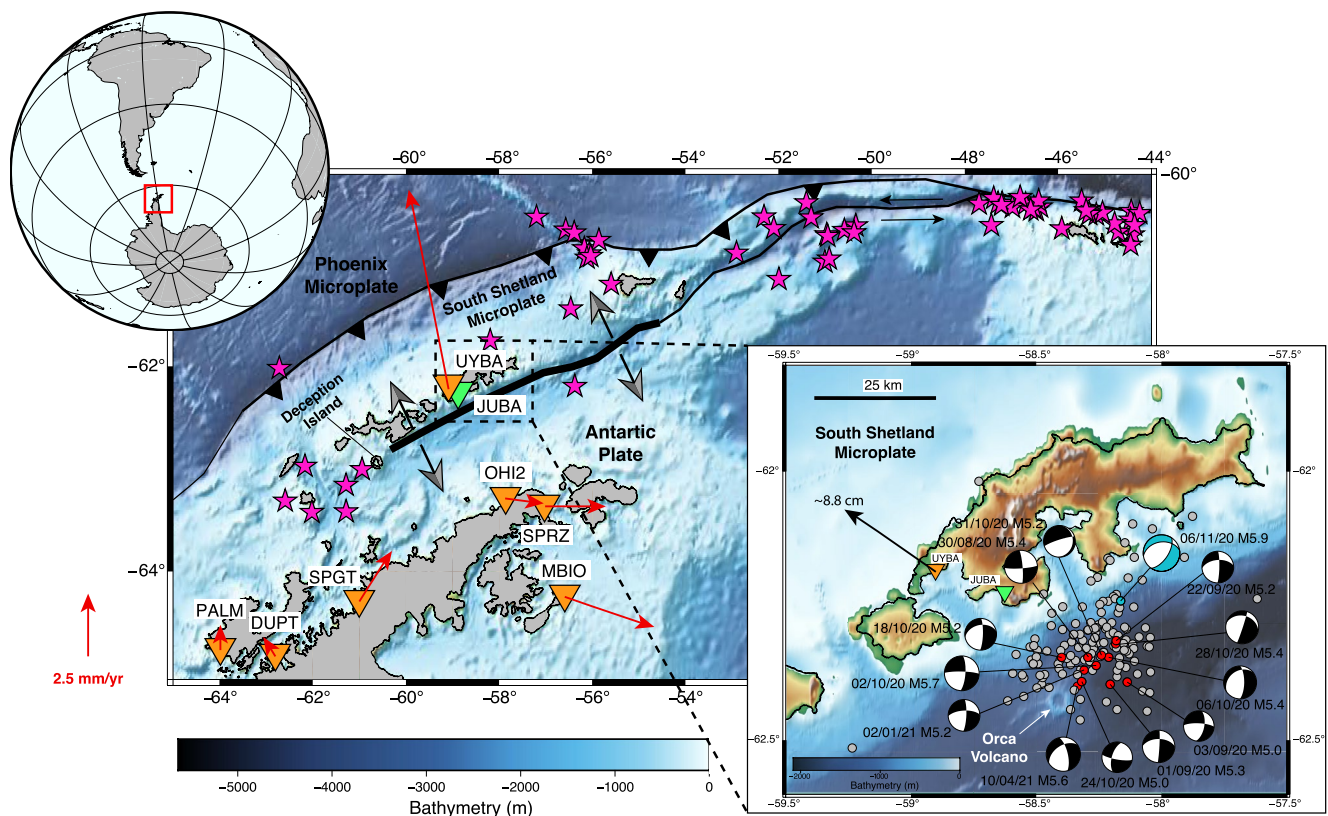 −60° −58° −56° −54° −52° −50° −48° −46° −44°
−60°
Phoenix
Microplate
South Shetland
Microplate
−62°
UYBA
JUBA
Deception
Island
Antartic
Plate
OHI2
SPRZ
SPGT
MBIO
−64°
PALM
DUPT
2.5 mm/yr
−64° −62° −60° −58° −56°
−5000 −4000 −3000 −2000 −1000 0
Bathymetry (m)
−59.5° −59° −58.5° −58° −57.5°
25 km
South Shetland
Microplate
−62° −62°
~8.8 cm
31/10/20 M5.2
30/08/20 M5.4
06/11/20 M5.9
UYBA
JUBA
22/09/20 M5.2
18/10/20 M5.2
28/10/20 M5.4
02/10/20 M5.7
06/10/20 M5.4
02/01/21 M5.2
03/09/20 M5.0
Orca
Volcano
01/09/20 M5.3
10/04/21 M5.6
24/10/20 M5.0
−62.5° −62.5°
−2000 −1000 0
Bathymetry (m)
−59.5° −59° −58.5° −58° −57.5°